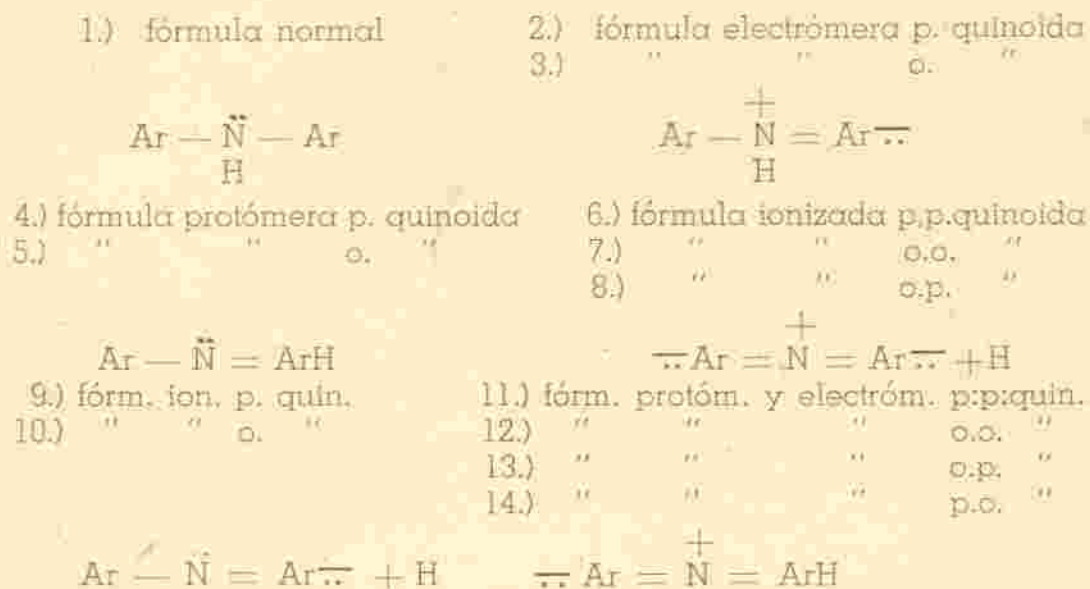 1.) fórmula normal 2.) fórmula electrómera p. quinoida
3.) " " o. "
+
Ar — N̈ — Ar Ar — N = Ar —..
H H
4.) fórmula protómera p. quinoida 6.) fórmula ionizada p.p.quinoida
5.) " " o. " 7.) " " o.o. "
8.) " " o.p. "
+
Ar — N̈ = ArH —.. Ar = N = Ar —.. + H
9.) fórm. ion. p. quin. 11.) fórm. protóm. y electróm. p:p:quin.
10.) " " o. " 12.) " " " o.o. "
13.) " " " o.p. "
14.) " " " p.o. "
+
Ar — N̈ = Ar —.. + H —.. Ar = N = ArH